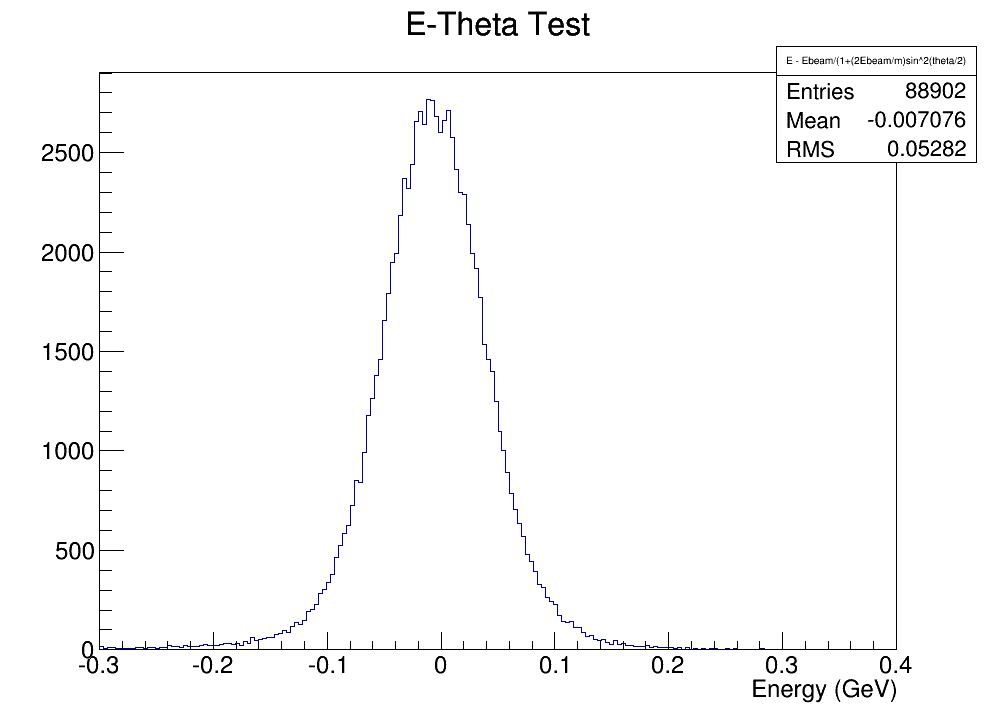 E-Theta Test
E - Ebeam/(1+(2Ebeam/m)sin^2(theta/2)
Entries 88902
Mean -0.007076
RMS 0.05282
2500
2000
1500
1000
500
0
-0.3 -0.2 -0.1 0 0.1 0.2 0.3 0.4
Energy (GeV)